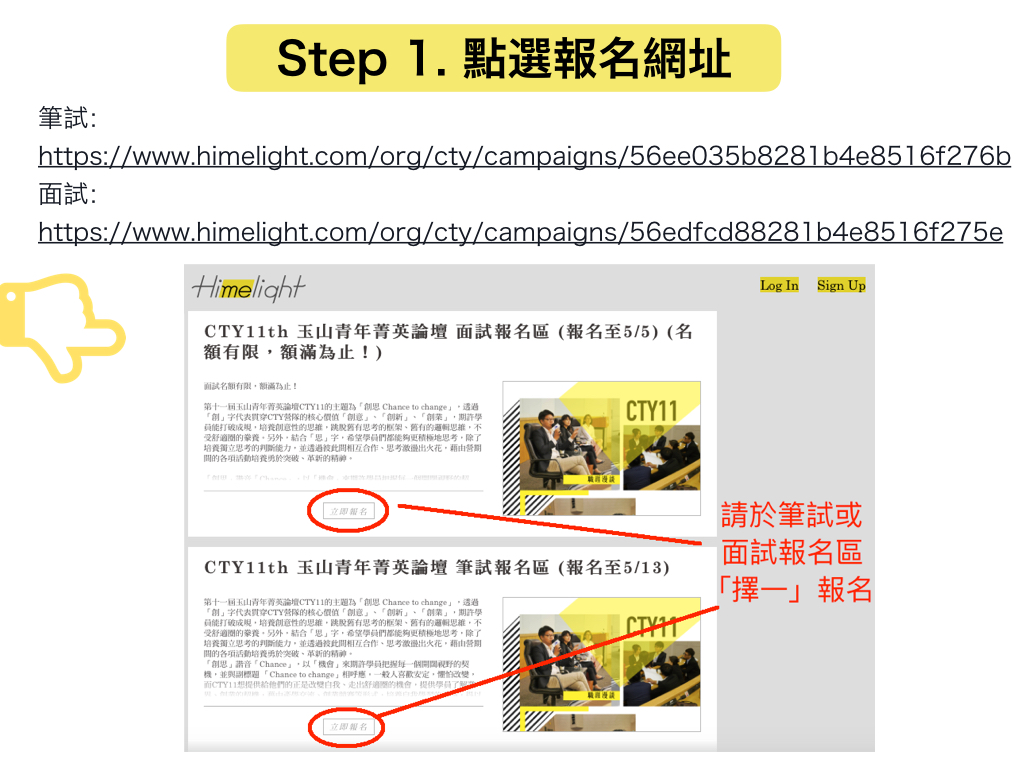 Step 1. 點選報名網址
筆試：
https://www.himelight.com/org/cty/campaigns/56ee035b8281b4e8516f276b
面試：
https://www.himelight.com/org/cty/campaigns/56edfcd88281b4e8516f275e
Himelight
Log In Sign Up
CTY11th 玉山青年菁英論壇 面試報名區 (報名至5/5) (名
額有限，額滿為止！)
面試名額有限，額滿為止！
第十一屆玉山青年菁英論壇CTY11的主題為「創思 Chance to change」，透過
「創」字代表貫穿CTY營隊的核心價值「創意」、「創新」、「創業」，期許學
員能打破成規，培養創意性的思維，跳脫舊有思考的框架、舊有的邏輯思維，不
受舒適圈的豢養。另外，結合「思」字，希望學員們都能夠更積極地思考，除了
培養獨立思考的判斷能力，並透過彼此間相互合作、思考激盪出火花，藉由營期
間的各項活動培養勇於突破、革新的精神。
立即報名
CTY11
職涯漫談
請於筆試或
面試報名區
「擇一」報名
CTY11th 玉山青年菁英論壇 筆試報名區 (報名至5/13)
第十一屆玉山青年菁英論壇CTY11的主題為「創思 Chance to change」，透過
「創」字代表貫穿CTY營隊的核心價值「創意」、「創新」、「創業」，期許學
員能打破成規，培養創意性的思維，跳脫舊有思考的框架、舊有的邏輯思維，不
受舒適圈的豢養。另外，結合「思」字，希望學員們都能夠更積極地思考，除了
培養獨立思考的判斷能力，並透過彼此間相互合作、思考激盪出火花，藉由營期
間的各項活動培養勇於突破、革新的精神。
「創思」諧音「Chance」，以「機會」來期許學員把握每一個開闊視野的契
機，並與副標題「Chance to change」相呼應，一般人喜歡安定，懼怕改變，
而CTY11想提供給他們的正是改變自我、走出舒適圈的機會，提供學員了解
立即報名
CTY11
職涯漫談